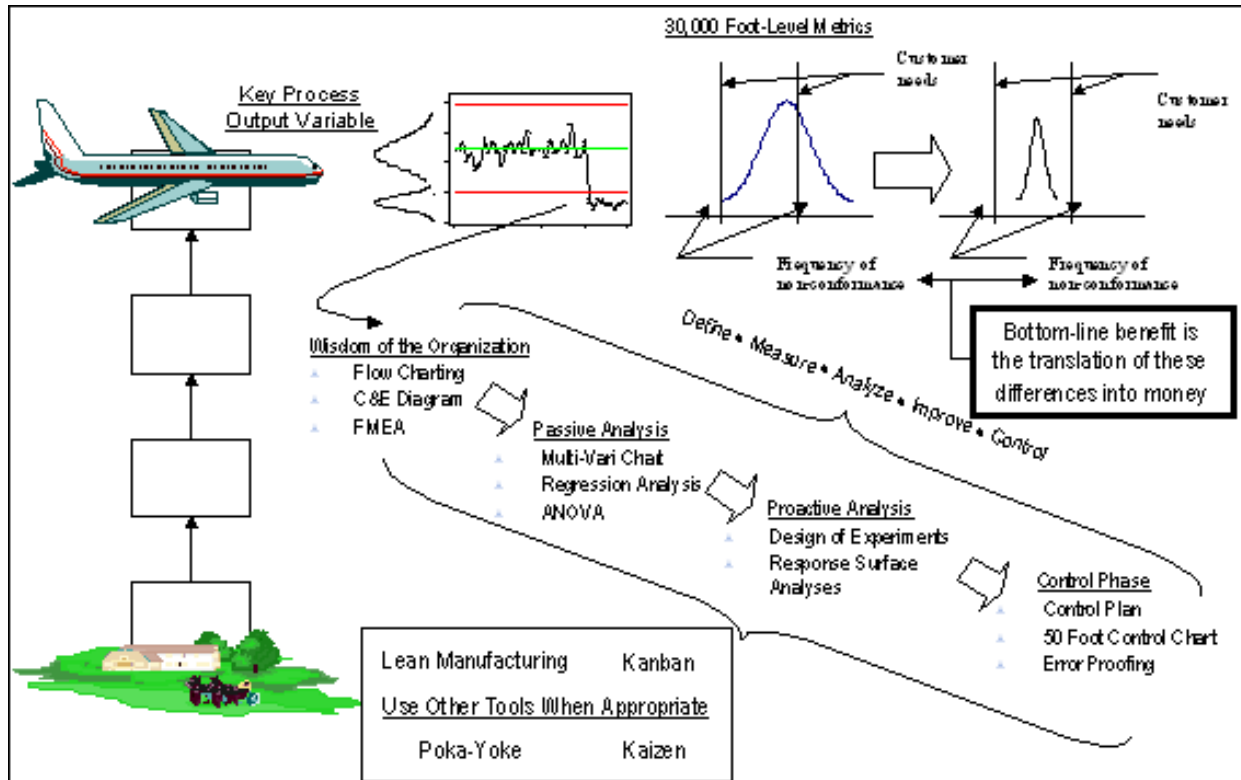 30,000 Foot-Level Metrics
Key Process
Output Variable
Customer
needs
Customer
needs
Frequency of
non-conformance
Frequency of
non-conformance
Bottom-line benefit is
the translation of these
differences into money
Define • Measure • Analyze • Improve • Control
Wisdom of the Organization
Flow Charting
C&E Diagram
FMEA
Passive Analysis
Multi-Vari Chart
Regression Analysis
ANOVA
Proactive Analysis
Design of Experiments
Response Surface
Analyses
Control Phase
Control Plan
50 Foot Control Chart
Error Proofing
Lean Manufacturing Kanban
Use Other Tools When Appropriate
Poka-Yoke Kaizen